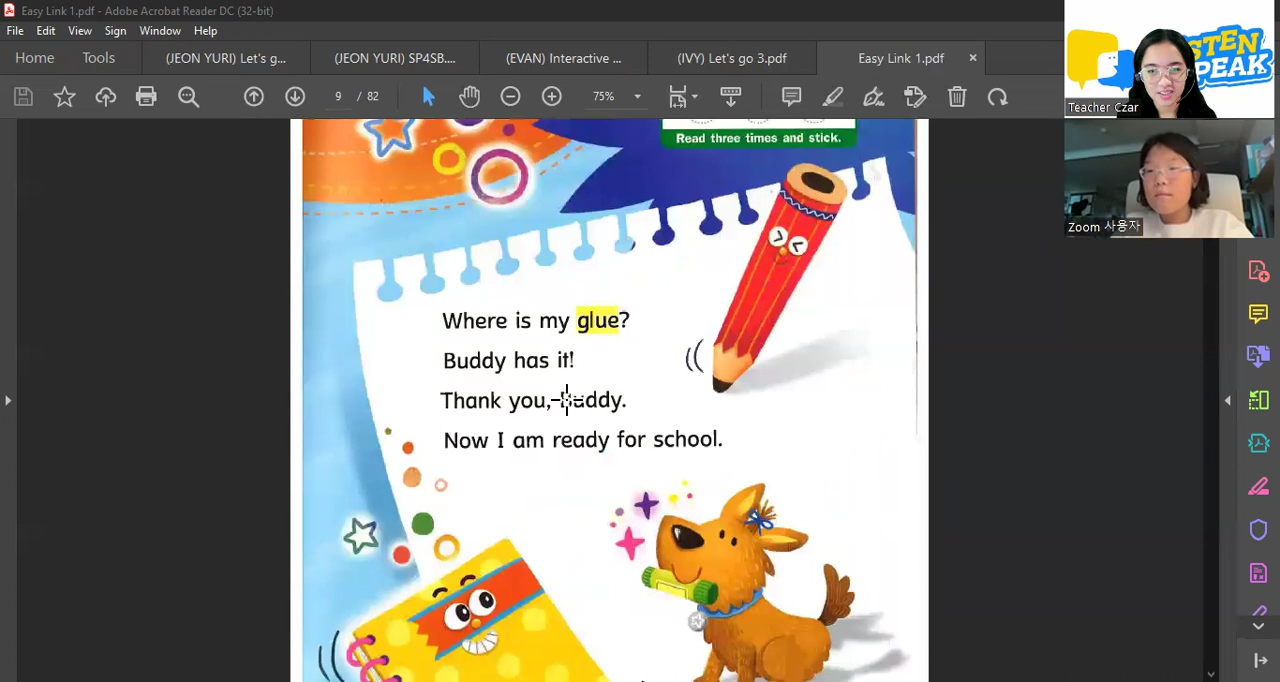 Easy Link 1.pdf - Adobe Acrobat Reader DC (32-bit)
File Edit View Sign Window Help
Home Tools (JEON YURI) Let's g... (JEON YURI) SP4SB.... (EVAN) Interactive ... (IVY) Let's go 3.pdf Easy Link 1.pdf ×
9 / 82 75%
STEN
PEAK
Teacher Czar
Zoom 사용자
Read three times and stick.
Where is my glue?
Buddy has it!
Thank you, Buddy.
Now I am ready for school.